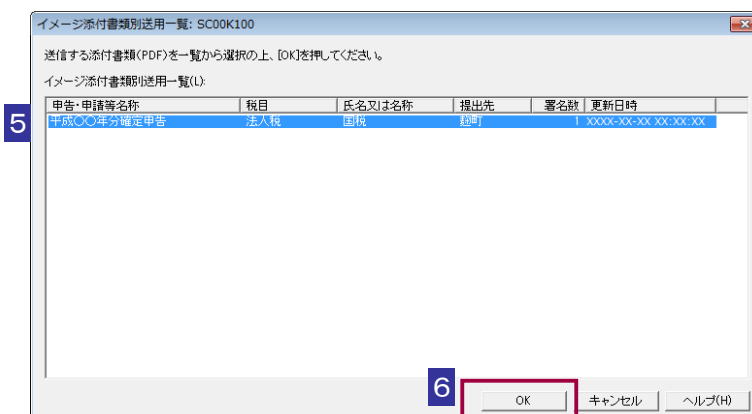 イメージ添付書類別送用一覧: SC00K100
送信する添付書類(PDF)を一覧から選択の上、[OK]を押してください。
イメージ添付書類別送用一覧(L):
申告・申請等名称 税目 氏名又は名称 提出先 署名数 更新日時
5 平成〇〇年分確定申告 法人税 国税 麹町 1 XXXX-XX-XX XX:XX:XX
6
OK キャンセル ヘルプ(H)